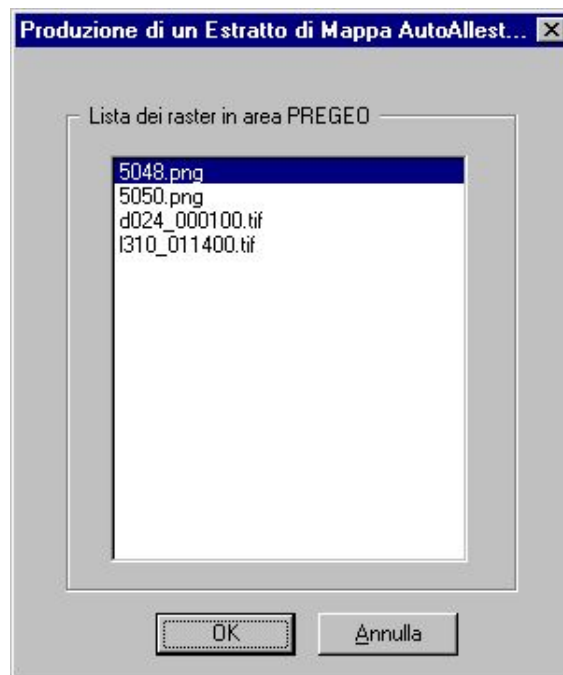 Produzione di un Estratto di Mappa AutoAllest...
Lista dei raster in area PREGEO
5048.png
5050.png
d024_000100.tif
l310_011400.tif
OK
Annulla